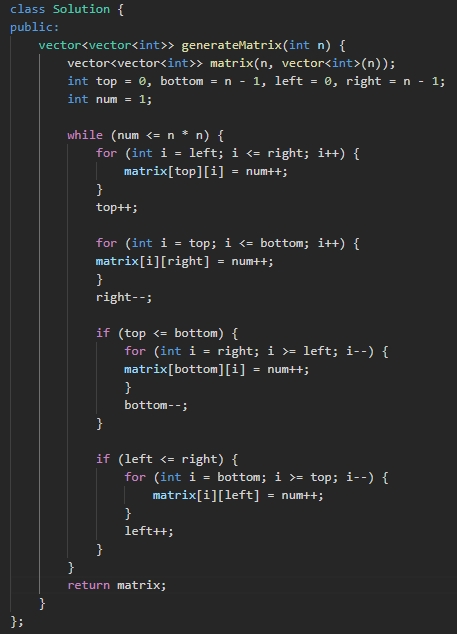 class Solution {
public:
    vector<vector<int>> generateMatrix(int n) {
        vector<vector<int>> matrix(n, vector<int>(n));
        int top = 0, bottom = n - 1, left = 0, right = n - 1;
        int num = 1;

        while (num <= n * n) {
            for (int i = left; i <= right; i++) {
                matrix[top][i] = num++;
            }
            top++;

            for (int i = top; i <= bottom; i++) {
            matrix[i][right] = num++;
            }
            right--;

            if (top <= bottom) {
                for (int i = right; i >= left; i--) {
                matrix[bottom][i] = num++;
                }
                bottom--;
            }

            if (left <= right) {
                for (int i = bottom; i >= top; i--) {
                    matrix[i][left] = num++;
                }
                left++;
            }
        }
        return matrix;
    }
};